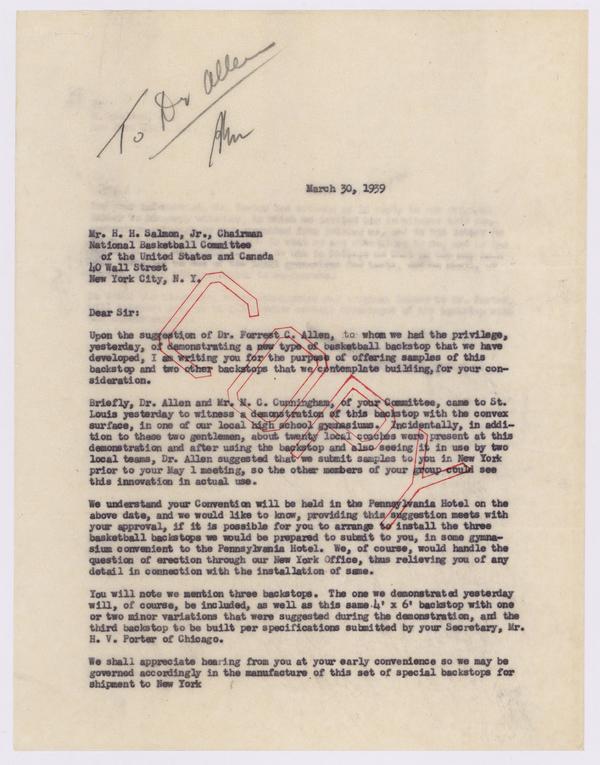 To Dr Allen
March 30, 1939
Mr. H. H. Salmon, Jr., Chairman
National Basketball Committee
of the United States and Canada
40 Wall Street
New York City, N. Y.
Dear Sir:
Upon the suggestion of Dr. Forrest C. Allen, to whom we had the privilege,
yesterday, of demonstrating a new type of basketball backstop that we have
developed, I am writing you for the purpose of offering samples of this
backstop and two other backstops that we contemplate building, for your con-
sideration.
Briefly, Dr. Allen and Mr. M. C. Cunningham, of your Committee, came to St.
Louis yesterday to witness a demonstration of this backstop with the convex
surface, in one of our local high school gymnasiums. Incidentally, in addi-
tion to these two gentlemen, about twenty local coaches were present at this
demonstration and after using the backstop and also seeing it in use by two
local teams, Dr. Allen suggested that we submit samples to you in New York
prior to your May 1 meeting, so the other members of your group could see
this innovation in actual use.
We understand your Convention will be held in the Pennsylvania Hotel on the
above date, and we would like to know, providing this suggestion meets with
your approval, if it is possible for you to arrange to install the three
basketball backstops we would be prepared to submit to you, in some gymna-
sium convenient to the Pennsylvania Hotel. We, of course, would handle the
question of erection through our New York Office, thus relieving you of any
detail in connection with the installation of same.
You will note we mention three backstops. The one we demonstrated yesterday
will, of course, be included, as well as this same 4' x 6' backstop with one
or two minor variations that were suggested during the demonstration, and the
third backstop to be built per specifications submitted by your Secretary, Mr.
H. V. Porter of Chicago.
We shall appreciate hearing from you at your early convenience so we may be
governed accordingly in the manufacture of this set of special backstops for
shipment to New York
COPY